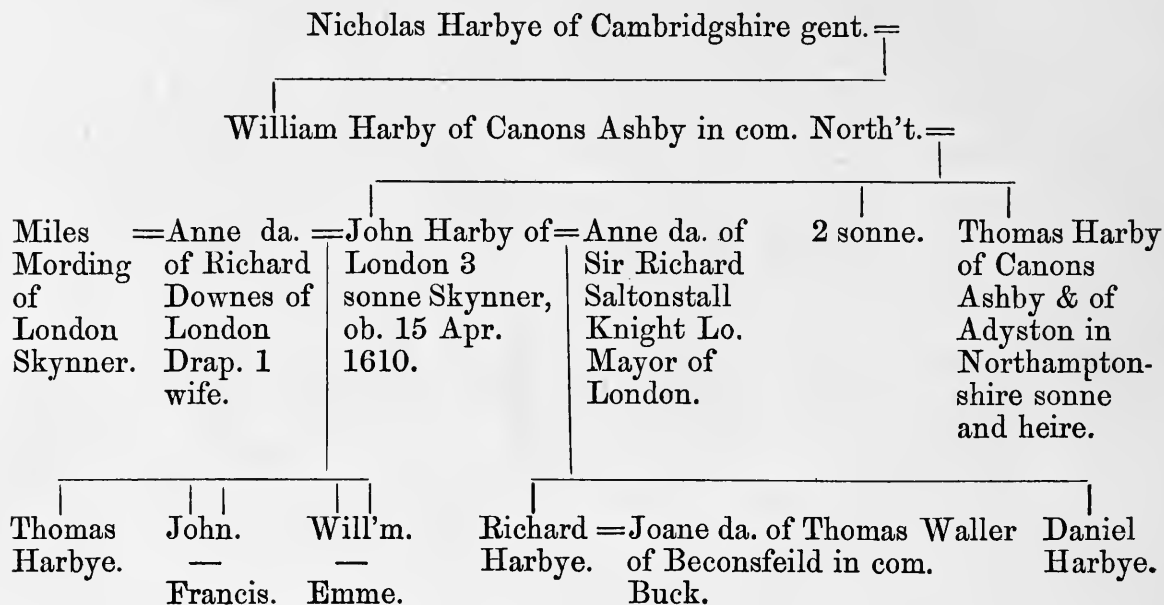 Nicholas Harbye of Cambridgshire gent.=
William Harby of Canons Ashby in com. North't.=
Miles
Mording
of
London
Skynner.
=Anne da.
of Richard
Downes of
London
Drap. 1
wife.
=John Harby of=
London 3
sonne Skynner,
ob. 15 Apr.
1610.
Anne da. of
Sir Richard
Saltonstall
Knight Lo.
Mayor of
London.
2 sonne.
Thomas Harby
of Canons
Ashby & of
Adyston in
Northampton-
shire sonne
and heire.
Thomas
Harbye.
John.
—
Francis.
Will'm.
—
Emme.
Richard
Harbye.
=Joane da. of Thomas Waller
of Beconsfeild in com.
Buck.
Daniel
Harbye.